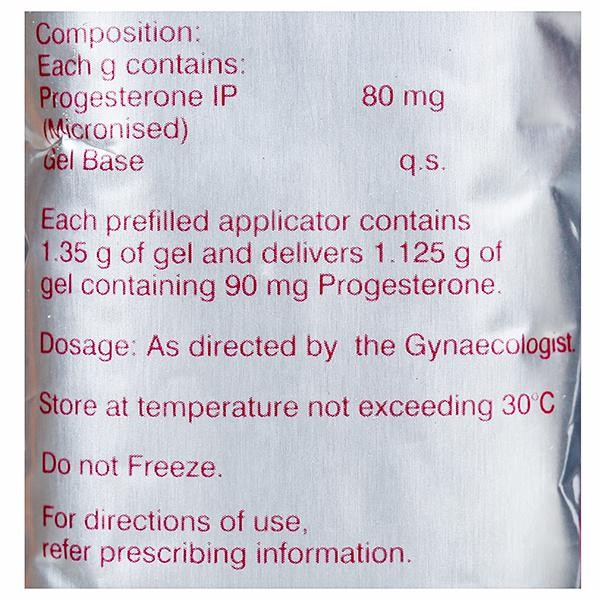 Composition:
Each g contains:
Progesterone IP 80 mg
(Micronised)
Gel Base q.s.
Each prefilled applicator contains
1.35 g of gel and delivers 1.125 g of
gel containing 90 mg Progesterone.
Dosage: As directed by the Gynaecologist.
Store at temperature not exceeding 30°C
Do not Freeze.
For directions of use,
refer prescribing information.